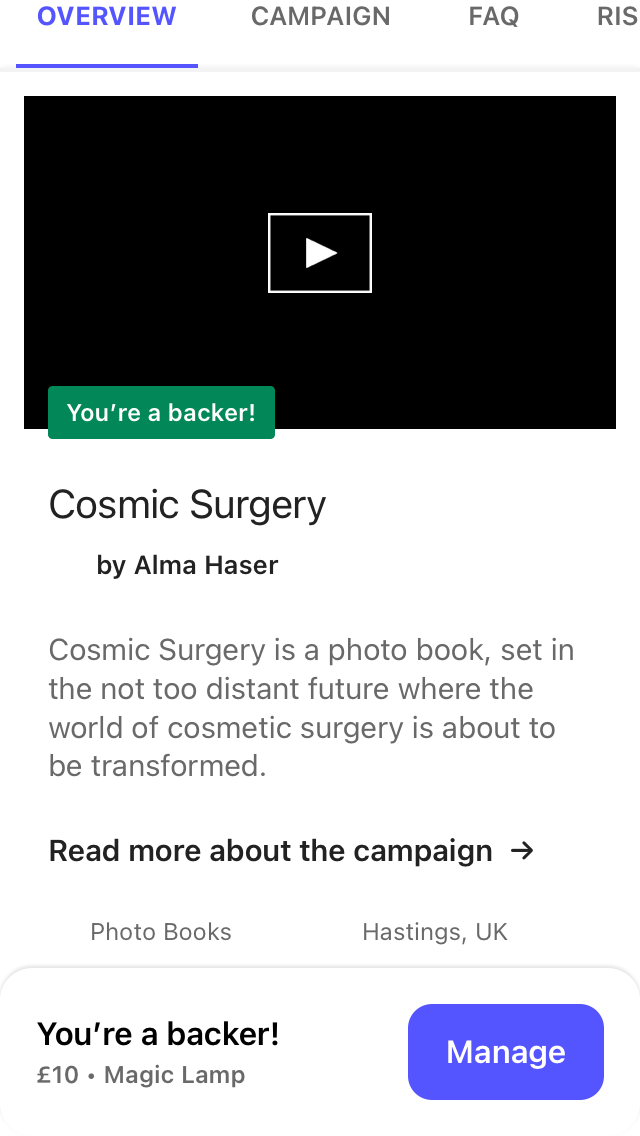 OVERVIEW CAMPAIGN FAQ RIS
You’re a backer!
Cosmic Surgery
by Alma Haser
Cosmic Surgery is a photo book, set in
the not too distant future where the
world of cosmetic surgery is about to
be transformed.
Read more about the campaign →
Photo Books Hastings, UK
You’re a backer!
£10 • Magic Lamp
Manage